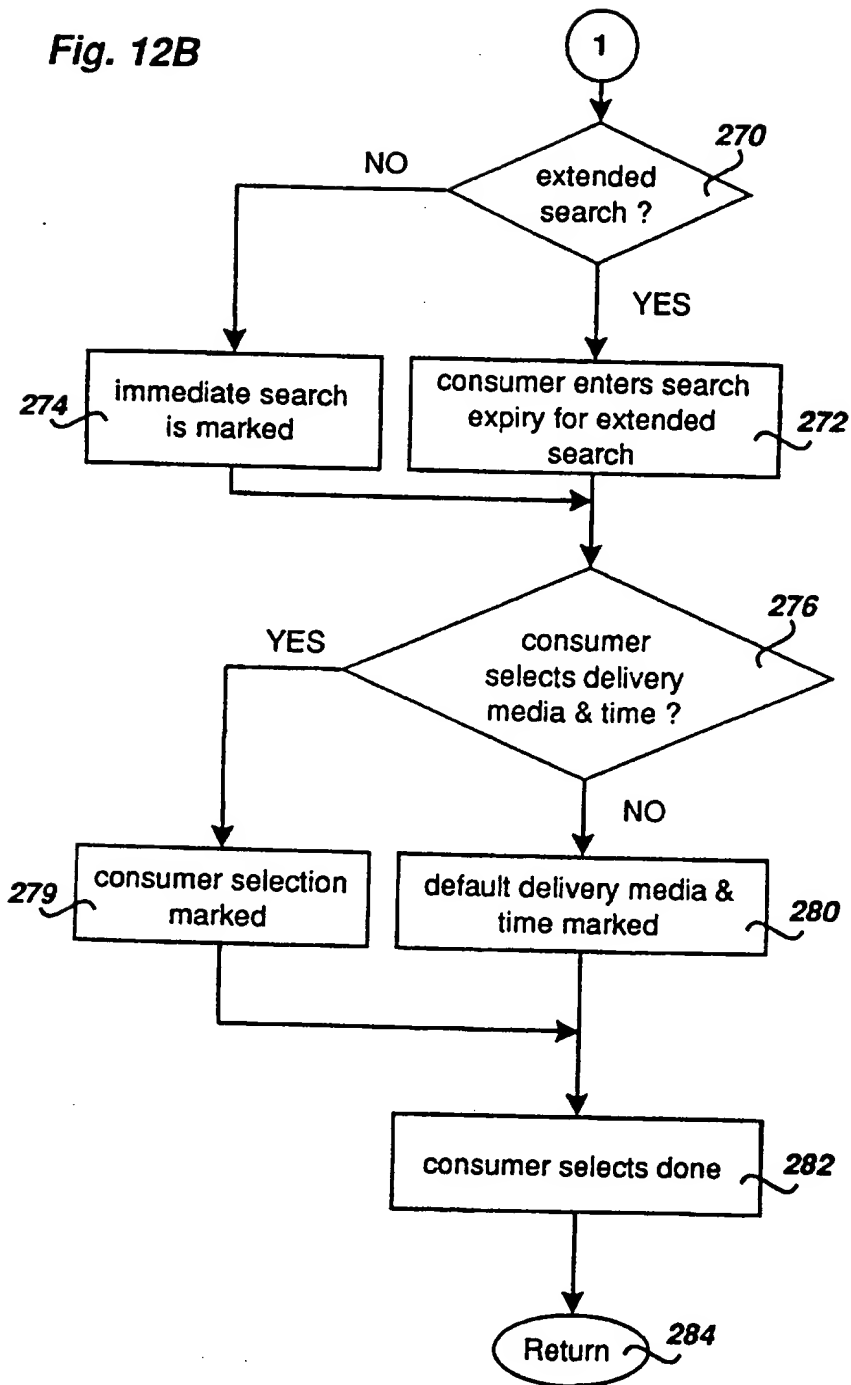 Fig. 12B
1
270
NO
extended
search ?
YES
274
immediate search
is marked
consumer enters search
expiry for extended
search
272
276
YES
consumer
selects delivery
media & time ?
NO
279
consumer selection
marked
default delivery media &
time marked
280
consumer selects done
282
Return
284